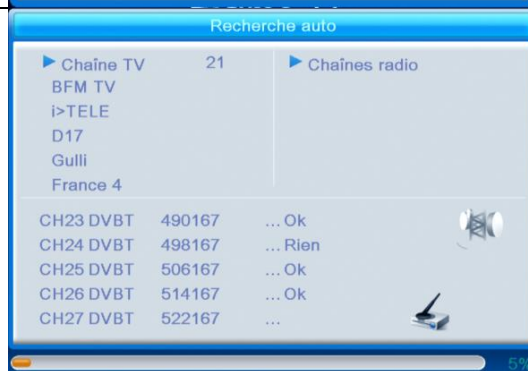 Recherche auto
Chaîne TV 21
Chaînes radio
BFM TV
i>TELE
D17
Gulli
France 4
CH23 DVBT 490167 ... Ok
CH24 DVBT 498167 ... Rien
CH25 DVBT 506167 ... Ok
CH26 DVBT 514167 ... Ok
CH27 DVBT 522167 ...
5%